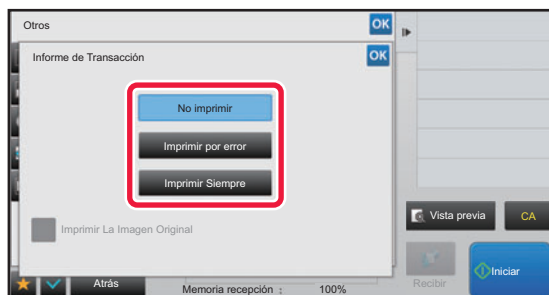 Otros
OK
Informe de Transacción
OK
No imprimir
Imprimir por error
Imprimir Siempre
Imprimir La Imagen Original
Vista previa
CA
Atrás
Memoria recepción : 100%
Recibir
Iniciar